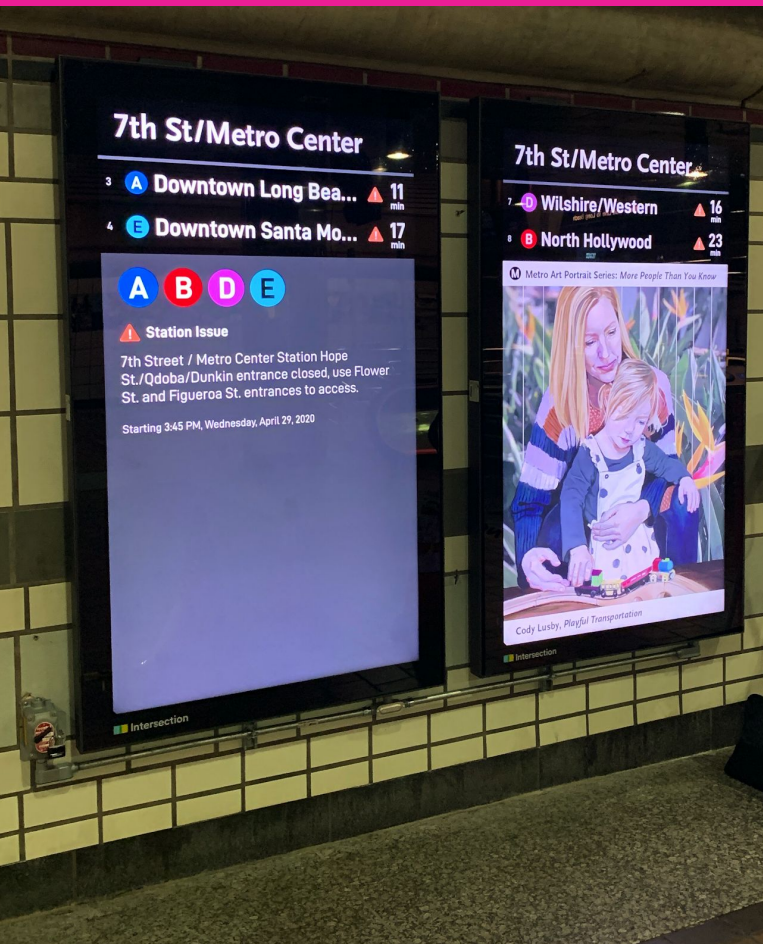 7th St/Metro Center
3 A Downtown Long Bea... 11 min
4 E Downtown Santa Mo... 17 min
A B D E
Station Issue
7th Street / Metro Center Station Hope
St./Qdoba/Dunkin entrance closed, use Flower
St. and Figueroa St. entrances to access.
Starting 3:45 PM, Wednesday, April 29, 2020
Intersection
7th St/Metro Center
7 D Wilshire/Western 16 min
8 B North Hollywood 23 min
M Metro Art Portrait Series: More People Than You Know
Cody Lusby, Playful Transportation
Intersection